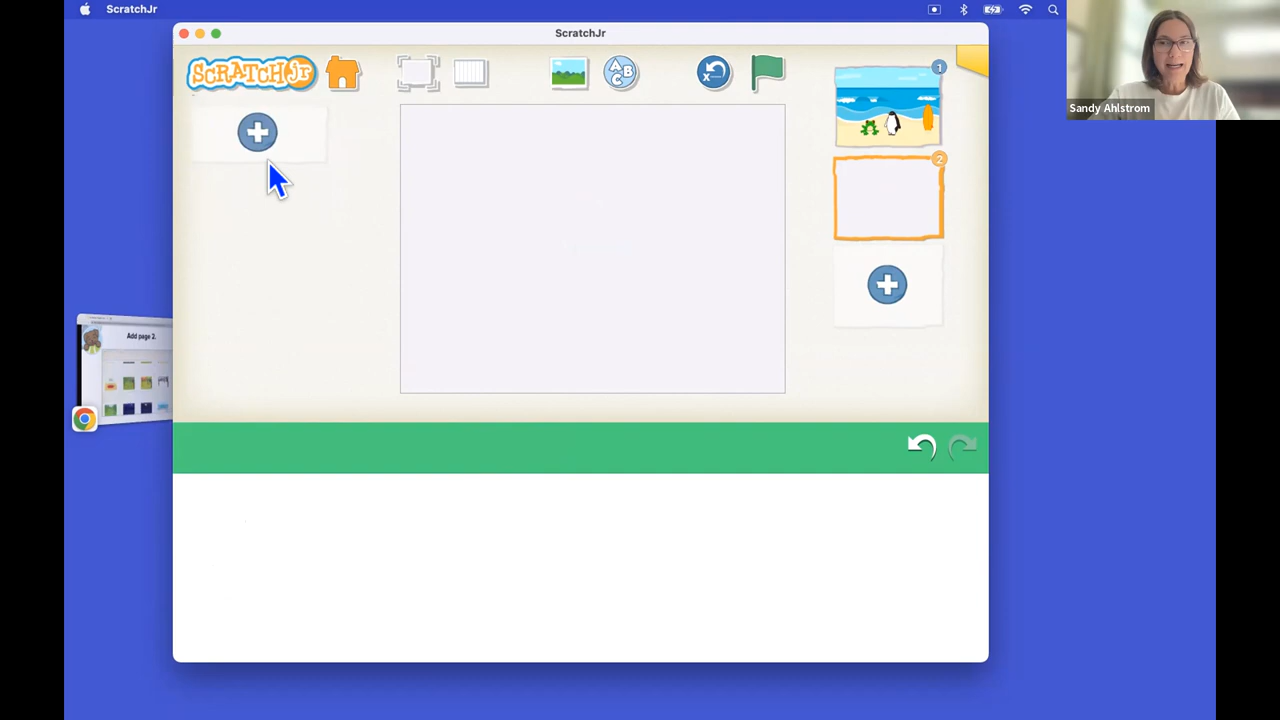 ScratchJr
ScratchJr
SCRATCHJr
A B C
x
1
2
Add page 2.
Sandy Ahlstrom